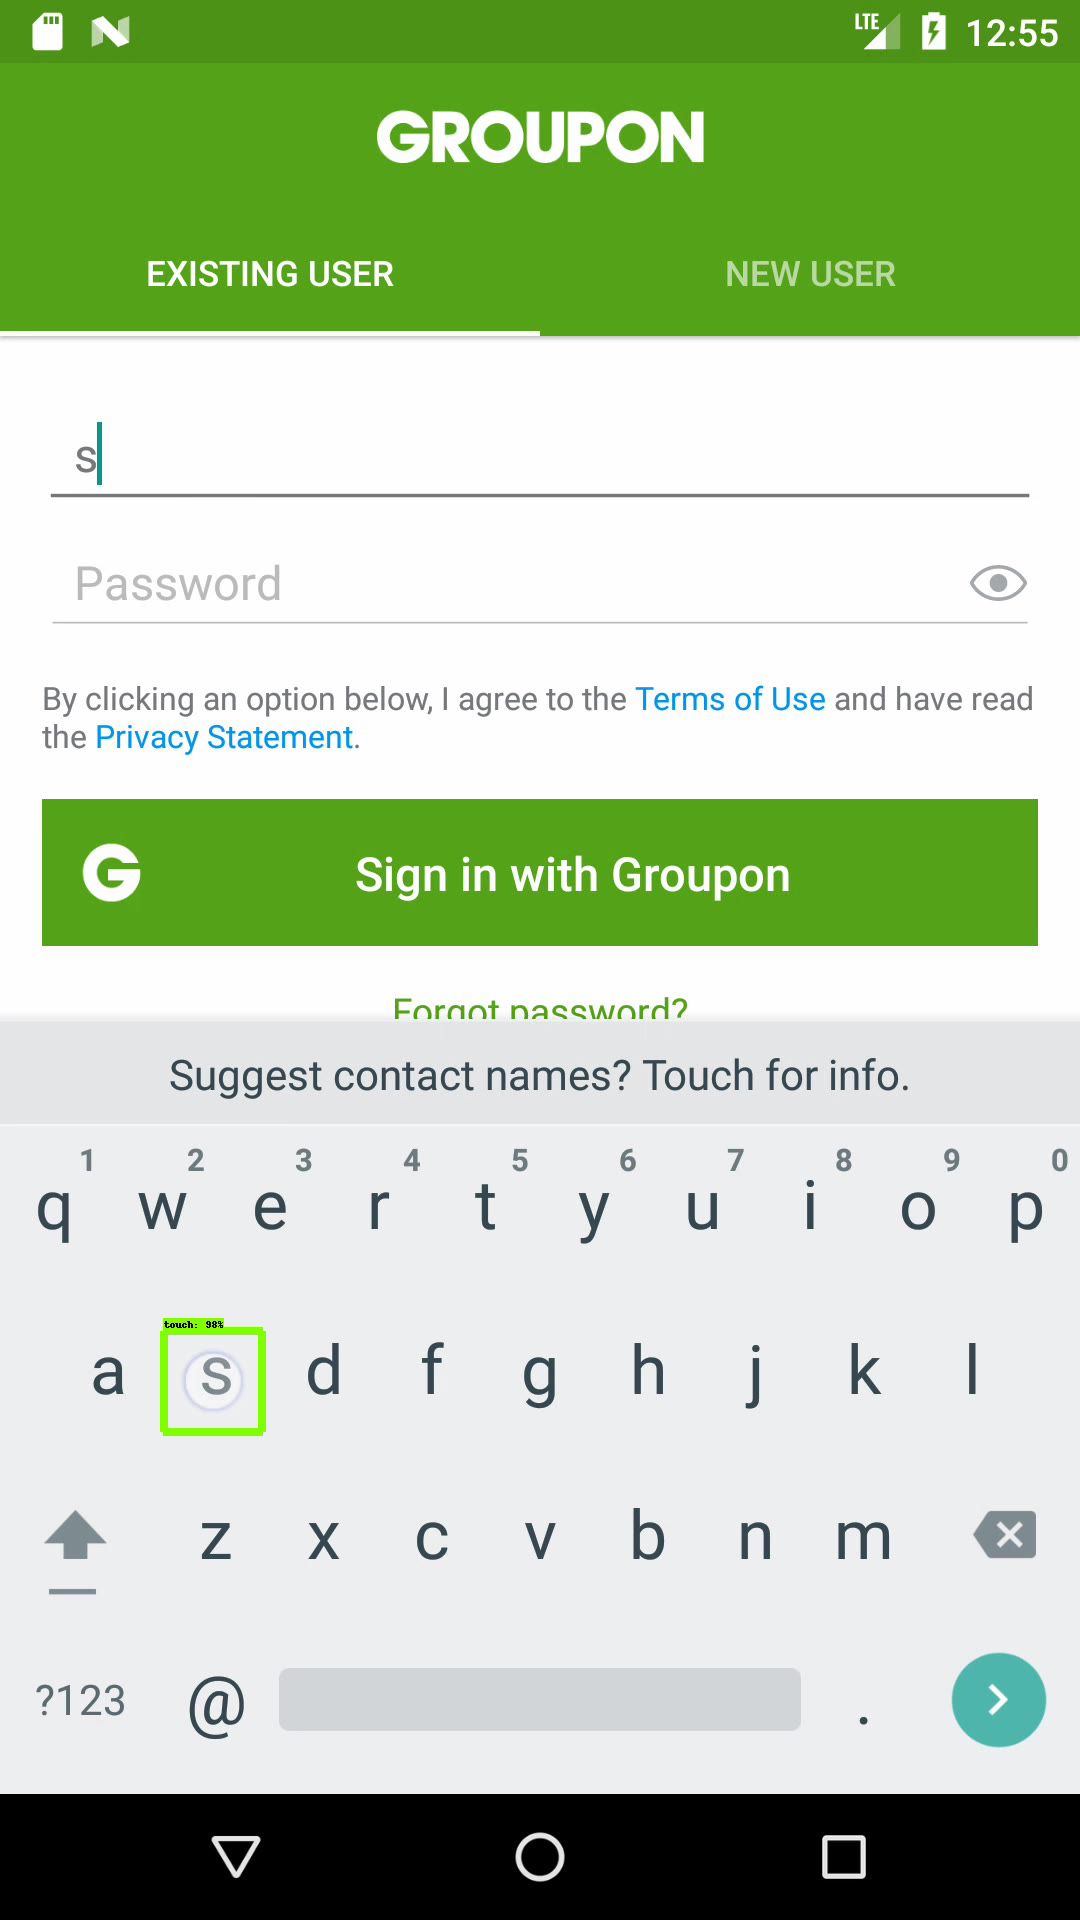 LTE 12:55
GROUPON
EXISTING USER NEW USER
s
Password
By clicking an option below, I agree to the Terms of Use and have read
the Privacy Statement.
G Sign in with Groupon
Forgot password?
Suggest contact names? Touch for info.
1 2 3 4 5 6 7 8 9 0
q w e r t y u i o p
touch: 98%
a s d f g h j k l
z x c v b n m
?123 @ .